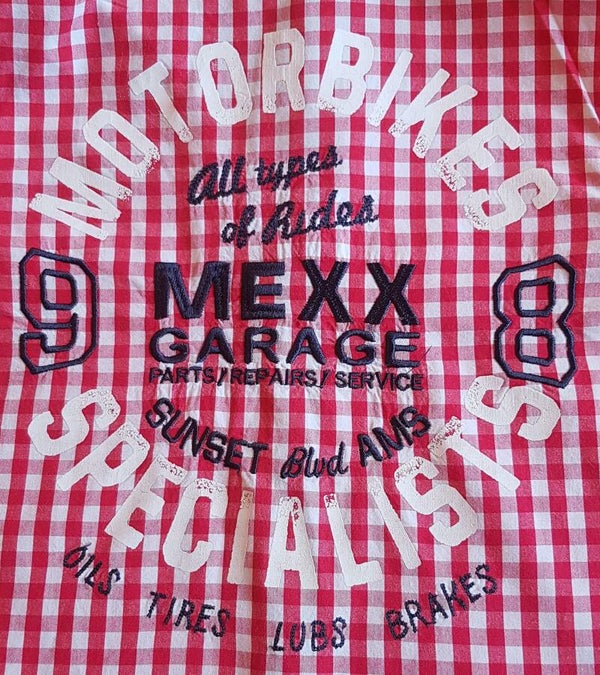 MOTORBIKES
All types
of Rides
9
MEXX
8
GARAGE
PARTS/REPAIRS/SERVICE
SUNSET Blvd AMS
SPECIALISTS
OILS TIRES LUBS BRAKES